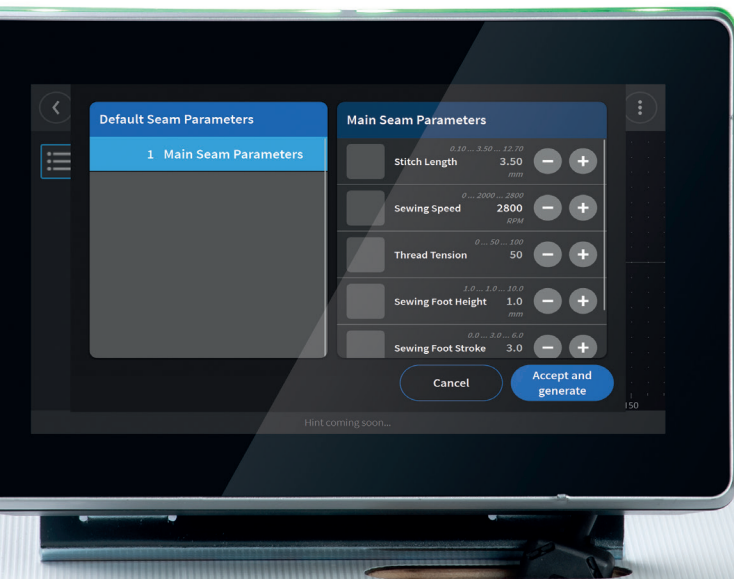 Default Seam Parameters
1 Main Seam Parameters
Main Seam Parameters
0.10 ... 3.50 ... 12.70
Stitch Length 3.50
mm
0 ... 2000 ... 2800
Sewing Speed 2800
RPM
0 ... 50 ... 100
Thread Tension 50
1.0 ... 1.0 ... 10.0
Sewing Foot Height 1.0
mm
0.0 ... 3.0 ... 6.0
Sewing Foot Stroke 3.0
Cancel
Accept and
generate
150
Hint coming soon...